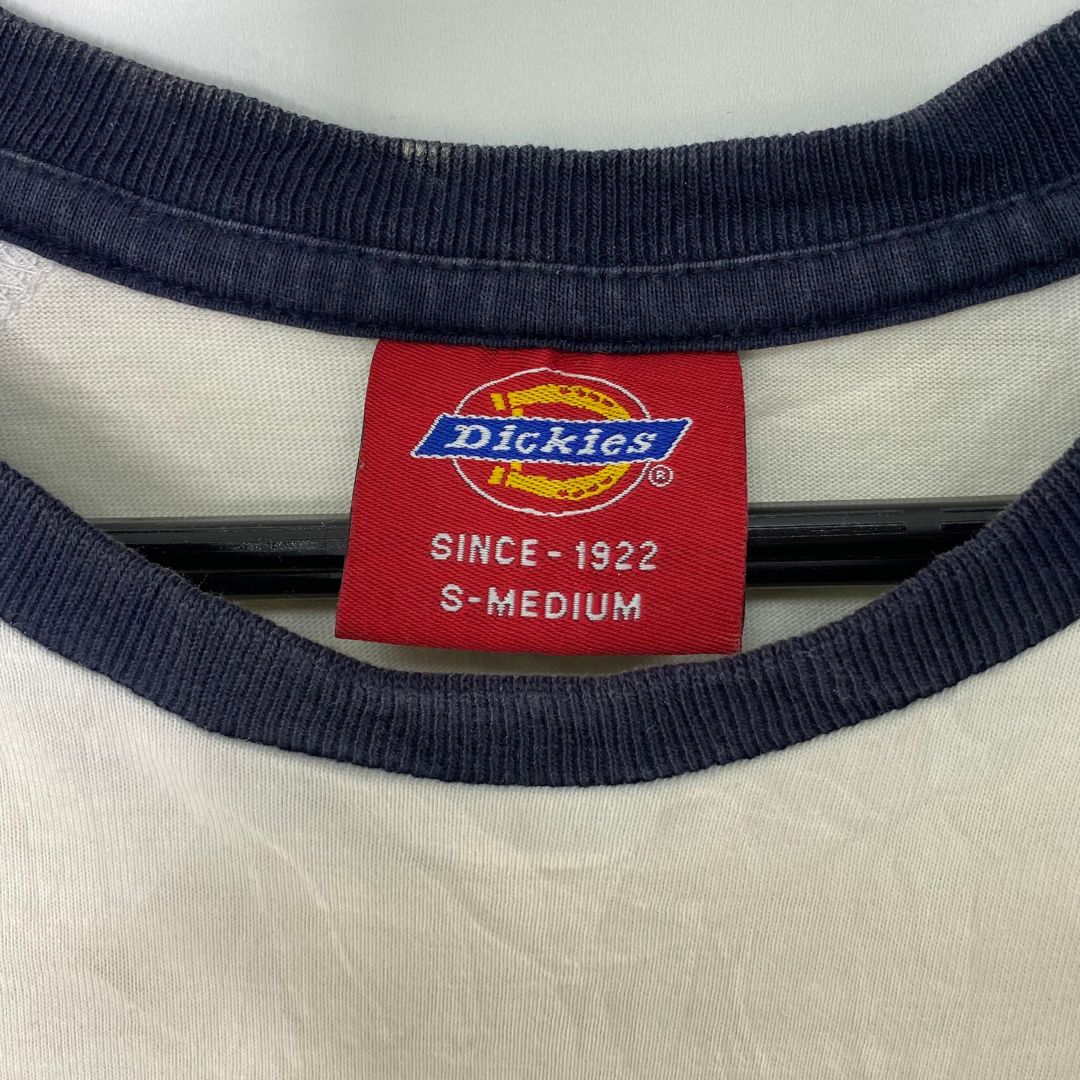 Dickies
®
SINCE - 1922
S-MEDIUM